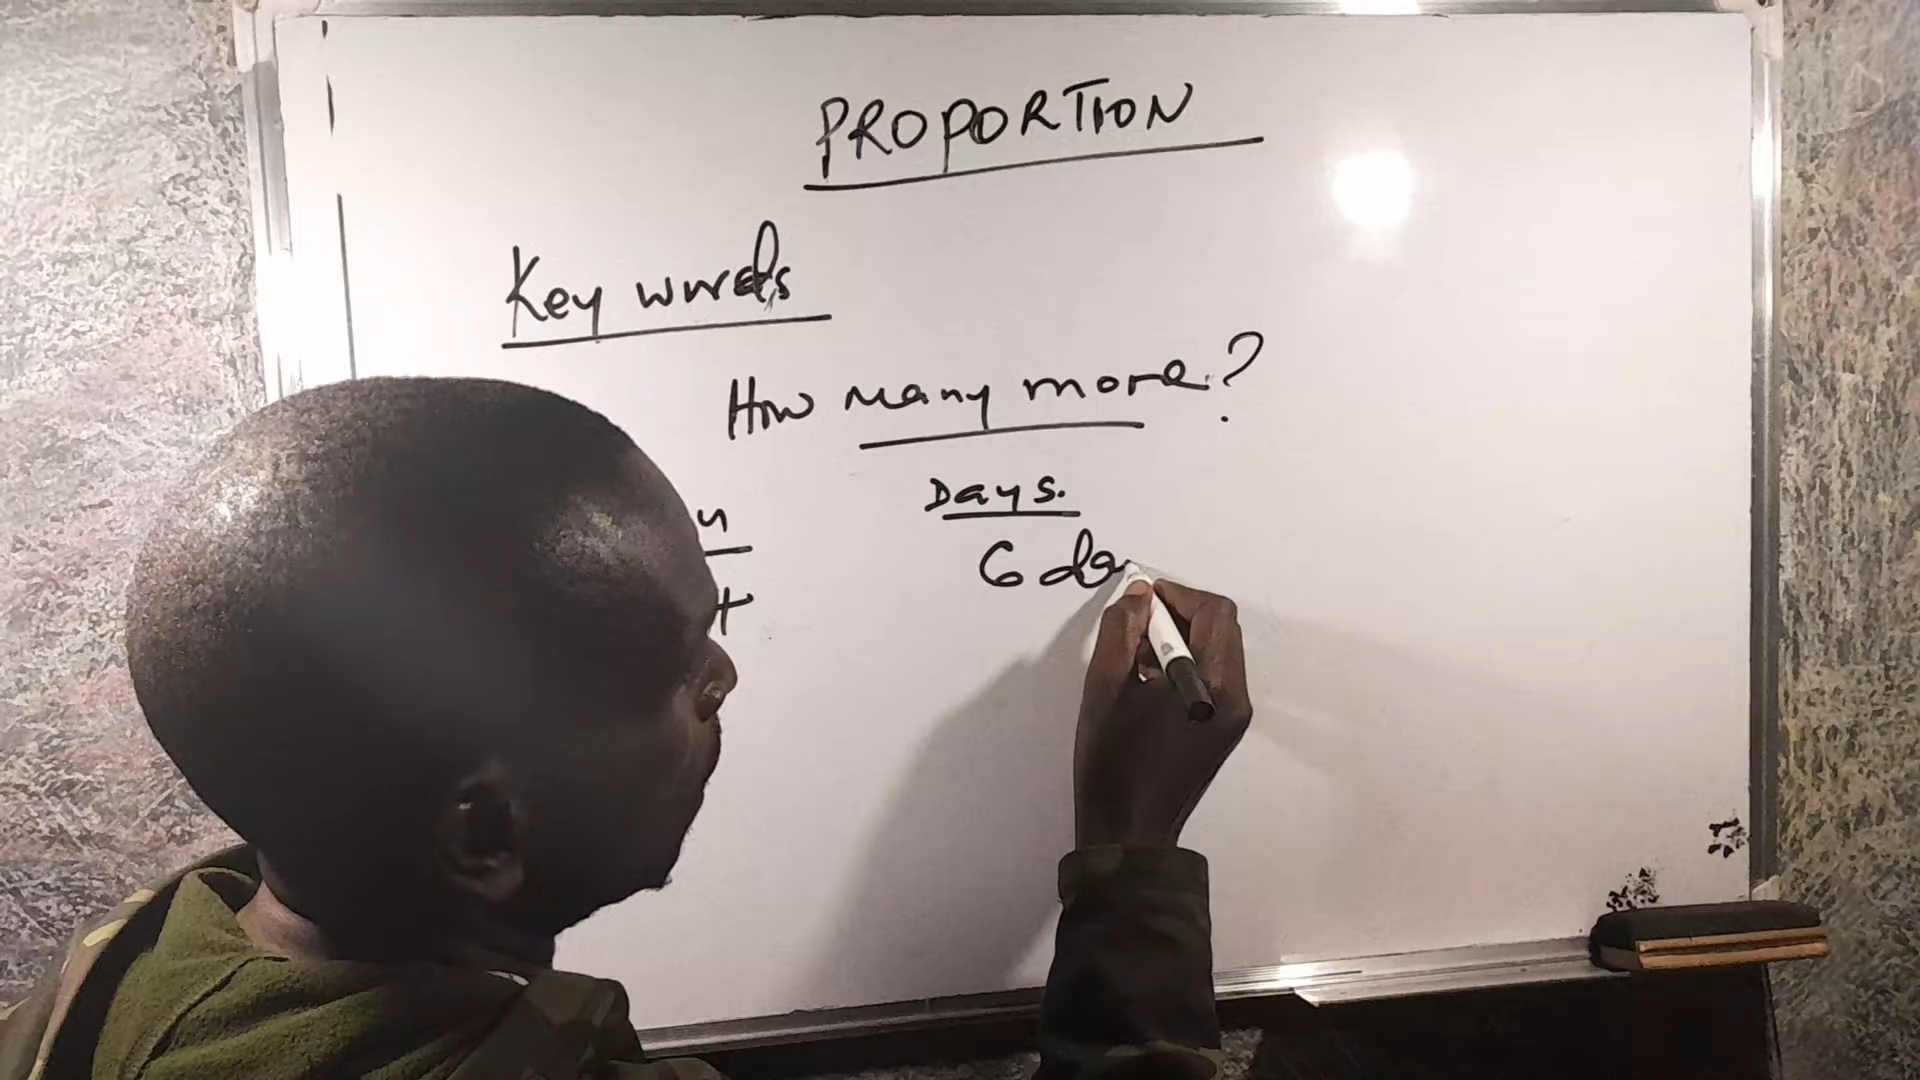 PROPORTION
Key words
How many more?
Days.
6 da